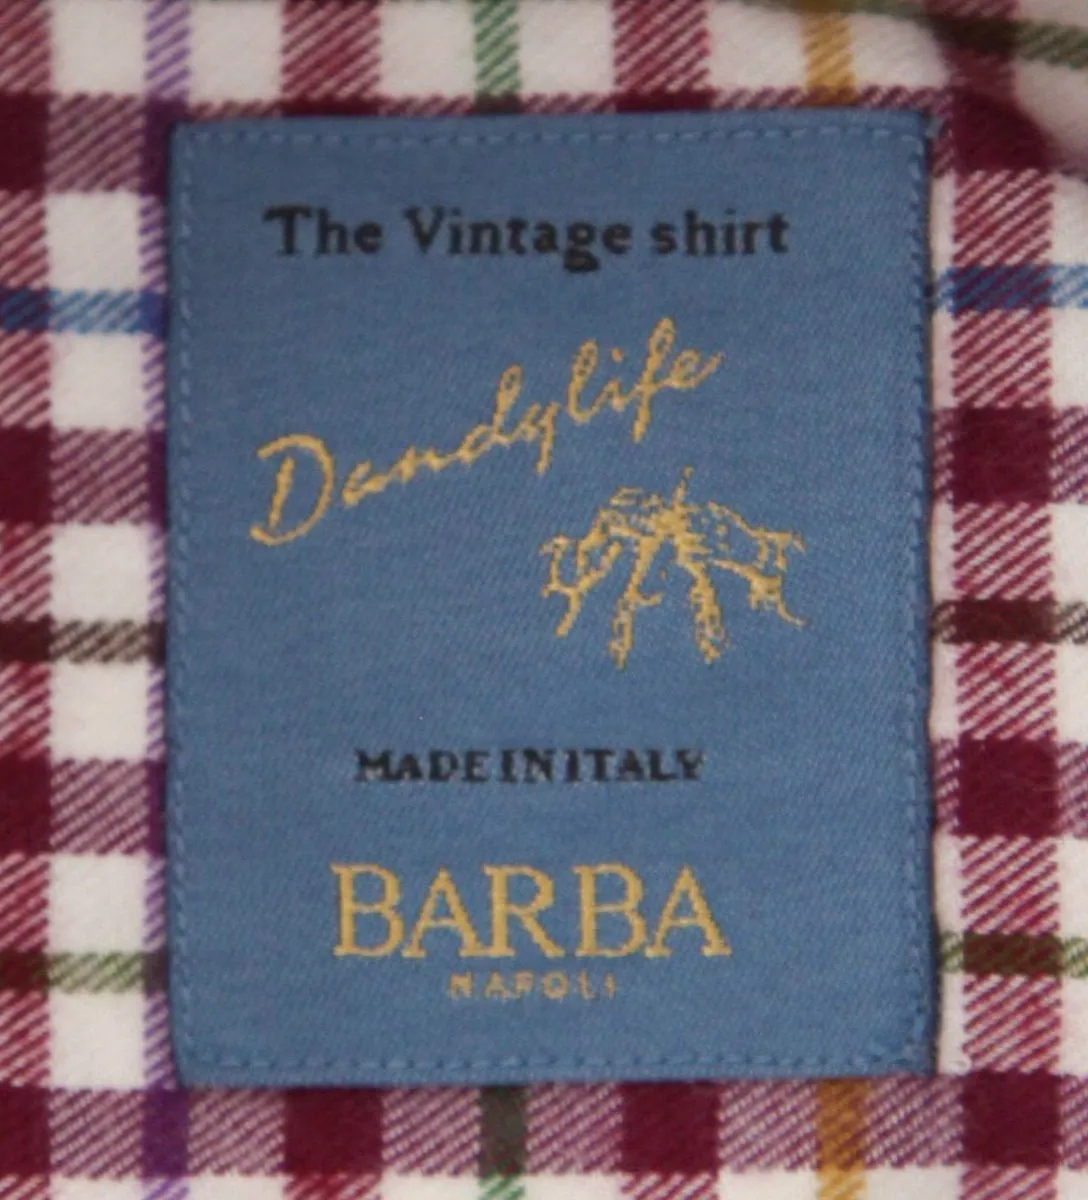 The Vintage shirt
Dandylife
MADE IN ITALY
BARBA
NAPOLI